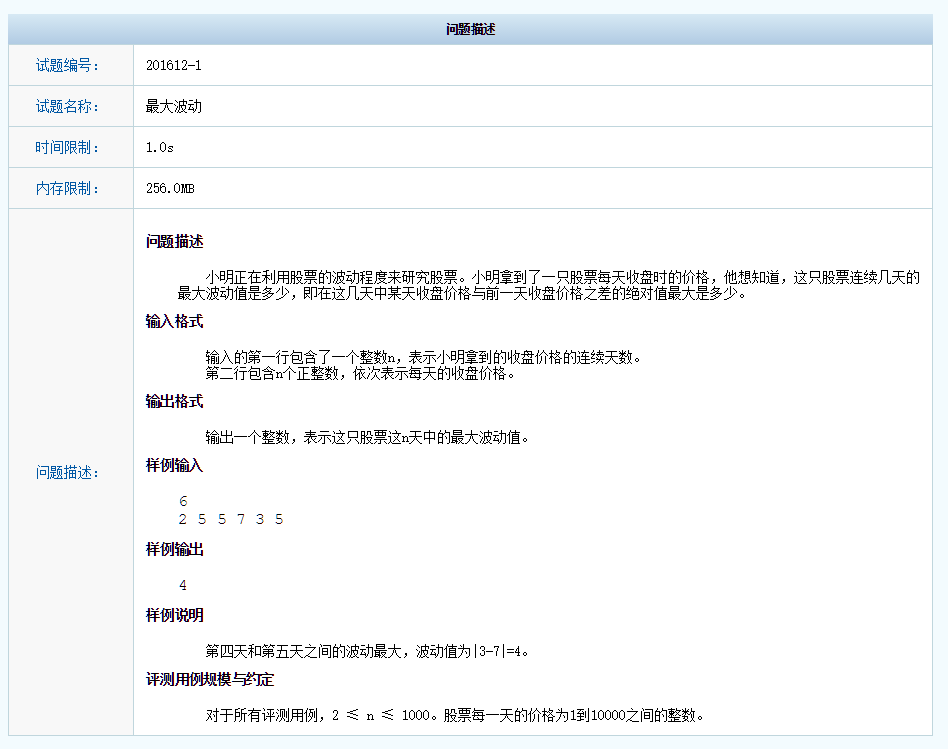 问题描述
试题编号： 201612-1
试题名称： 最大波动
时间限制： 1.0s
内存限制： 256.0MB
问题描述：
问题描述
小明正在利用股票的波动程度来研究股票。小明拿到了一只股票每天收盘时的价格，他想知道，这只股票连续几天的
最大波动值是多少，即在这几天中某天收盘价格与前一天收盘价格之差的绝对值最大是多少。
输入格式
输入的第一行包含了一个整数n，表示小明拿到的收盘价格的连续天数。
第二行包含n个正整数，依次表示每天的收盘价格。
输出格式
输出一个整数，表示这只股票这n天中的最大波动值。
样例输入
6
2 5 5 7 3 5
样例输出
4
样例说明
第四天和第五天之间的波动最大，波动值为|3-7|=4。
评测用例规模与约定
对于所有评测用例，2 ≤ n ≤ 1000。股票每一天的价格为1到10000之间的整数。